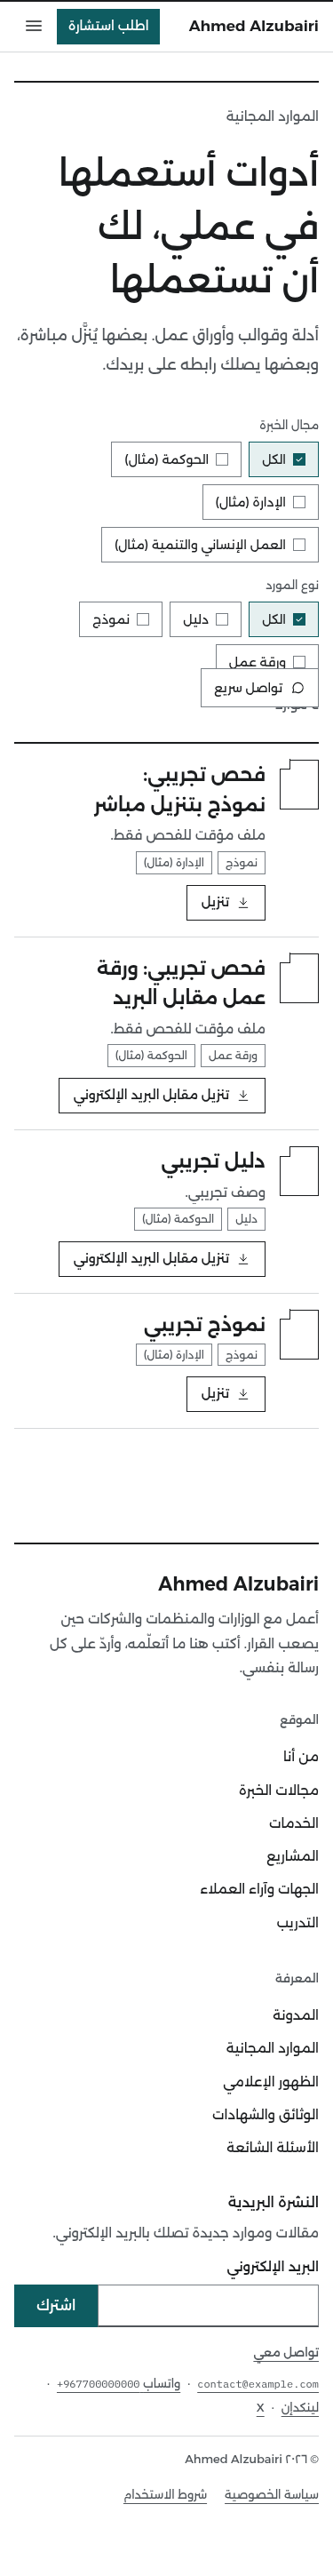 Ahmed Alzubairi
اطلب استشارة
الموارد المجانية
أدوات أستعملها
في عملي، لك
أن تستعملها
أدلة وقوالب وأوراق عمل. بعضها يُنزَّل مباشرة،
وبعضها يصلك رابطه على بريدك.
مجال الخبرة
الكل
الحوكمة (مثال)
الإدارة (مثال)
العمل الإنساني والتنمية (مثال)
نوع المورد
الكل
دليل
نموذج
ورقة عمل
تواصل سريع
فحص تجريبي:
نموذج بتنزيل مباشر
ملف مؤقت للفحص فقط.
نموذج
الإدارة (مثال)
تنزيل
فحص تجريبي: ورقة
عمل مقابل البريد
ملف مؤقت للفحص فقط.
ورقة عمل
الحوكمة (مثال)
تنزيل مقابل البريد الإلكتروني
دليل تجريبي
وصف تجريبي.
دليل
الحوكمة (مثال)
تنزيل مقابل البريد الإلكتروني
نموذج تجريبي
نموذج
الإدارة (مثال)
تنزيل
Ahmed Alzubairi
أعمل مع الوزارات والمنظمات والشركات حين
يصعب القرار. أكتب هنا ما أتعلّمه، وأردّ على كل
رسالة بنفسي.
الموقع
من أنا
مجالات الخبرة
الخدمات
المشاريع
الجهات وآراء العملاء
التدريب
المعرفة
المدونة
الموارد المجانية
الظهور الإعلامي
الوثائق والشهادات
الأسئلة الشائعة
النشرة البريدية
مقالات وموارد جديدة تصلك بالبريد الإلكتروني.
البريد الإلكتروني
اشترك
تواصل معي
contact@example.com · واتساب +967700000000 ·
لينكدإن · X
© ٢٠٢٦ Ahmed Alzubairi
سياسة الخصوصية
شروط الاستخدام